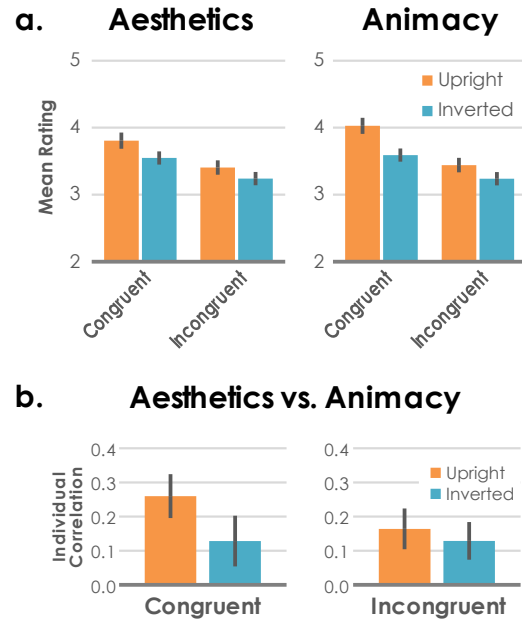 a. Aesthetics Animacy
Mean Rating
5
4
3
2
Congruent
Incongruent
5
4
3
2
Upright
Inverted
Congruent
Incongruent
b. Aesthetics vs. Animacy
Individual
Correlation
0.4
0.3
0.2
0.1
0.0
Congruent
0.4
0.3
0.2
0.1
0.0
Upright
Inverted
Incongruent